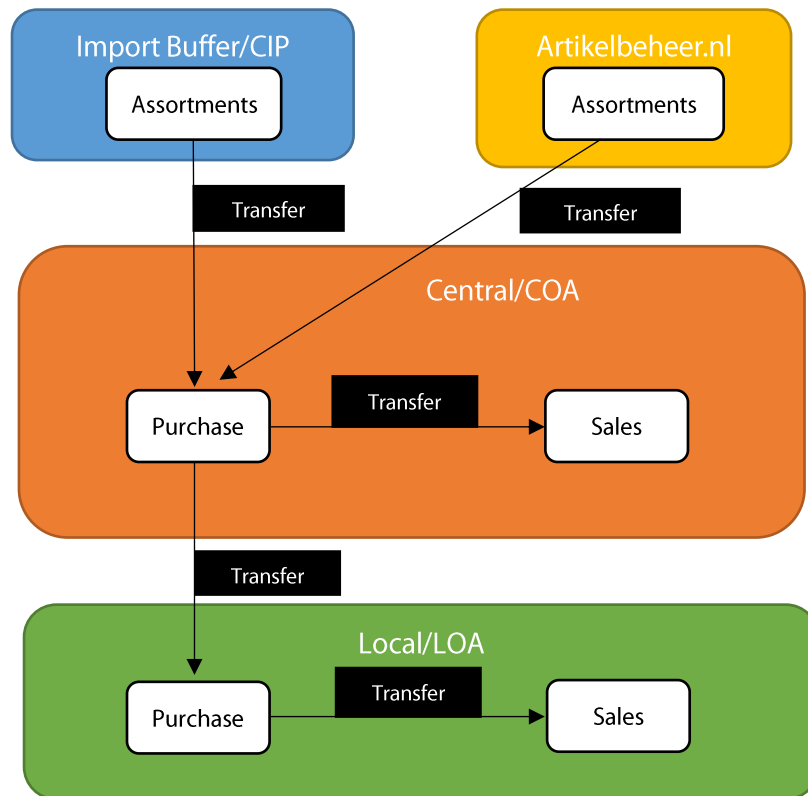 Import Buffer/CIP
Assortments
Artikelbeheer.nl
Assortments
Transfer
Transfer
Central/COA
Transfer
Purchase
Sales
Transfer
Local/LOA
Transfer
Purchase
Sales